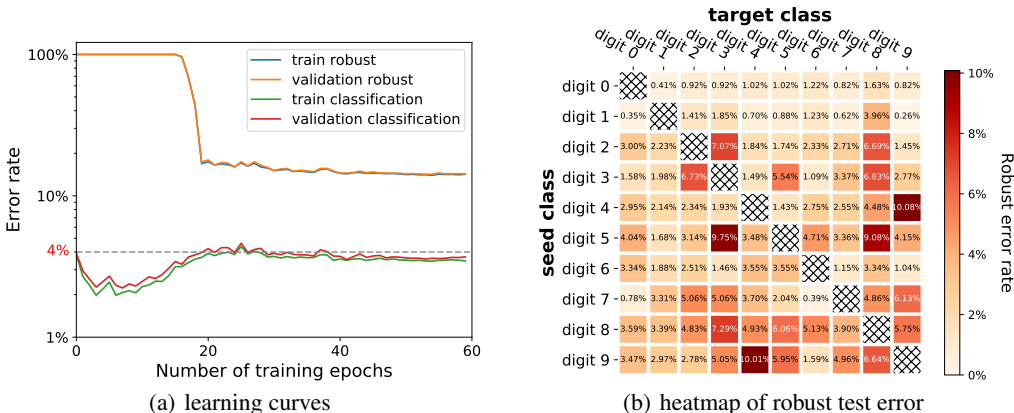 100%
10%
4%
1%
Error rate
train robust
validation robust
train classification
validation classification
0
20
40
60
Number of training epochs
(a) learning curves
target class
digit 0
digit 1
digit 2
digit 3
digit 4
digit 5
digit 6
digit 7
digit 8
digit 9
seed class
digit 0 0.41% 0.92% 0.92% 1.02% 1.02% 1.22% 0.82% 1.63% 0.82%
digit 1 0.35% 1.41% 1.85% 0.70% 0.88% 1.23% 0.62% 3.96% 0.26%
digit 2 3.00% 2.23% 7.07% 1.84% 1.74% 2.33% 2.71% 6.69% 1.45%
digit 3 1.58% 1.98% 6.73% 1.49% 5.54% 1.09% 3.37% 6.83% 2.77%
digit 4 2.95% 2.14% 2.34% 1.93% 1.43% 2.75% 2.55% 4.48% 10.08%
digit 5 4.04% 1.68% 3.14% 9.75% 3.48% 4.71% 3.36% 9.08% 4.15%
digit 6 3.34% 1.88% 2.51% 1.46% 3.55% 3.55% 1.15% 3.34% 1.04%
digit 7 0.78% 3.31% 5.06% 5.06% 3.70% 2.04% 0.39% 4.86% 6.13%
digit 8 3.59% 3.39% 4.83% 7.29% 4.93% 6.06% 5.13% 3.90% 5.75%
digit 9 3.47% 2.97% 2.78% 5.05% 10.01% 5.95% 1.59% 4.96% 6.64%
10%
8%
6%
4%
2%
0%
Robust error rate
(b) heatmap of robust test error